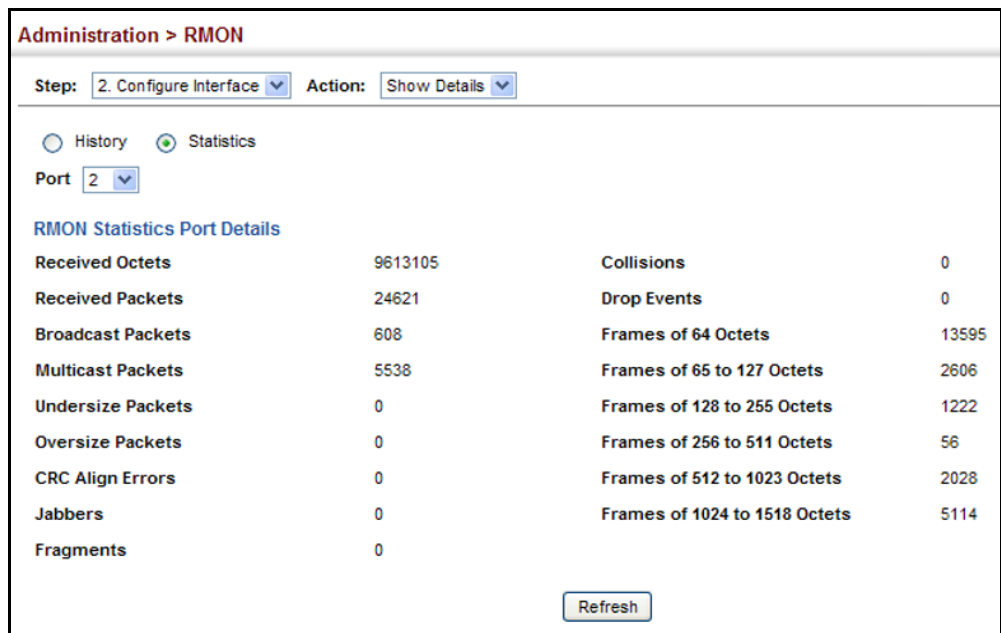 Administration > RMON
Step: 2. Configure Interface Action: Show Details
History Statistics
Port 2
RMON Statistics Port Details
Received Octets 9613105 Collisions 0
Received Packets 24621 Drop Events 0
Broadcast Packets 608 Frames of 64 Octets 13595
Multicast Packets 5538 Frames of 65 to 127 Octets 2606
Undersize Packets 0 Frames of 128 to 255 Octets 1222
Oversize Packets 0 Frames of 256 to 511 Octets 56
CRC Align Errors 0 Frames of 512 to 1023 Octets 2028
Jabbers 0 Frames of 1024 to 1518 Octets 5114
Fragments 0
Refresh